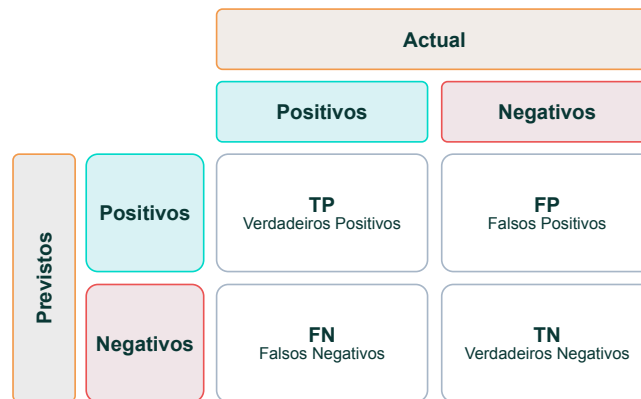 Actual
Positivos
Negativos
Previstos
Positivos
TP
Verdadeiros Positivos
FP
Falsos Positivos
Negativos
FN
Falsos Negativos
TN
Verdadeiros Negativos